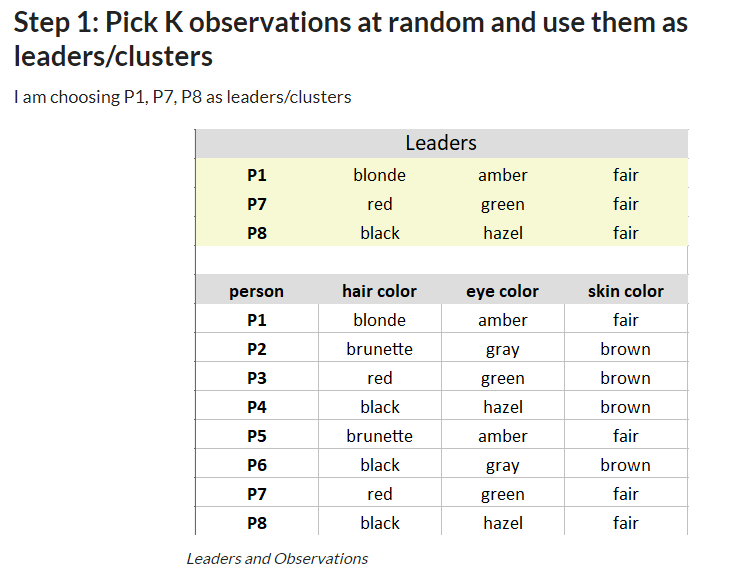 Step 1: Pick K observations at random and use them as
leaders/clusters
I am choosing P1, P7, P8 as leaders/clusters
Leaders
P1 blonde amber fair
P7 red green fair
P8 black hazel fair
person hair color eye color skin color
P1 blonde amber fair
P2 brunette gray brown
P3 red green brown
P4 black hazel brown
P5 brunette amber fair
P6 black gray brown
P7 red green fair
P8 black hazel fair
Leaders and Observations